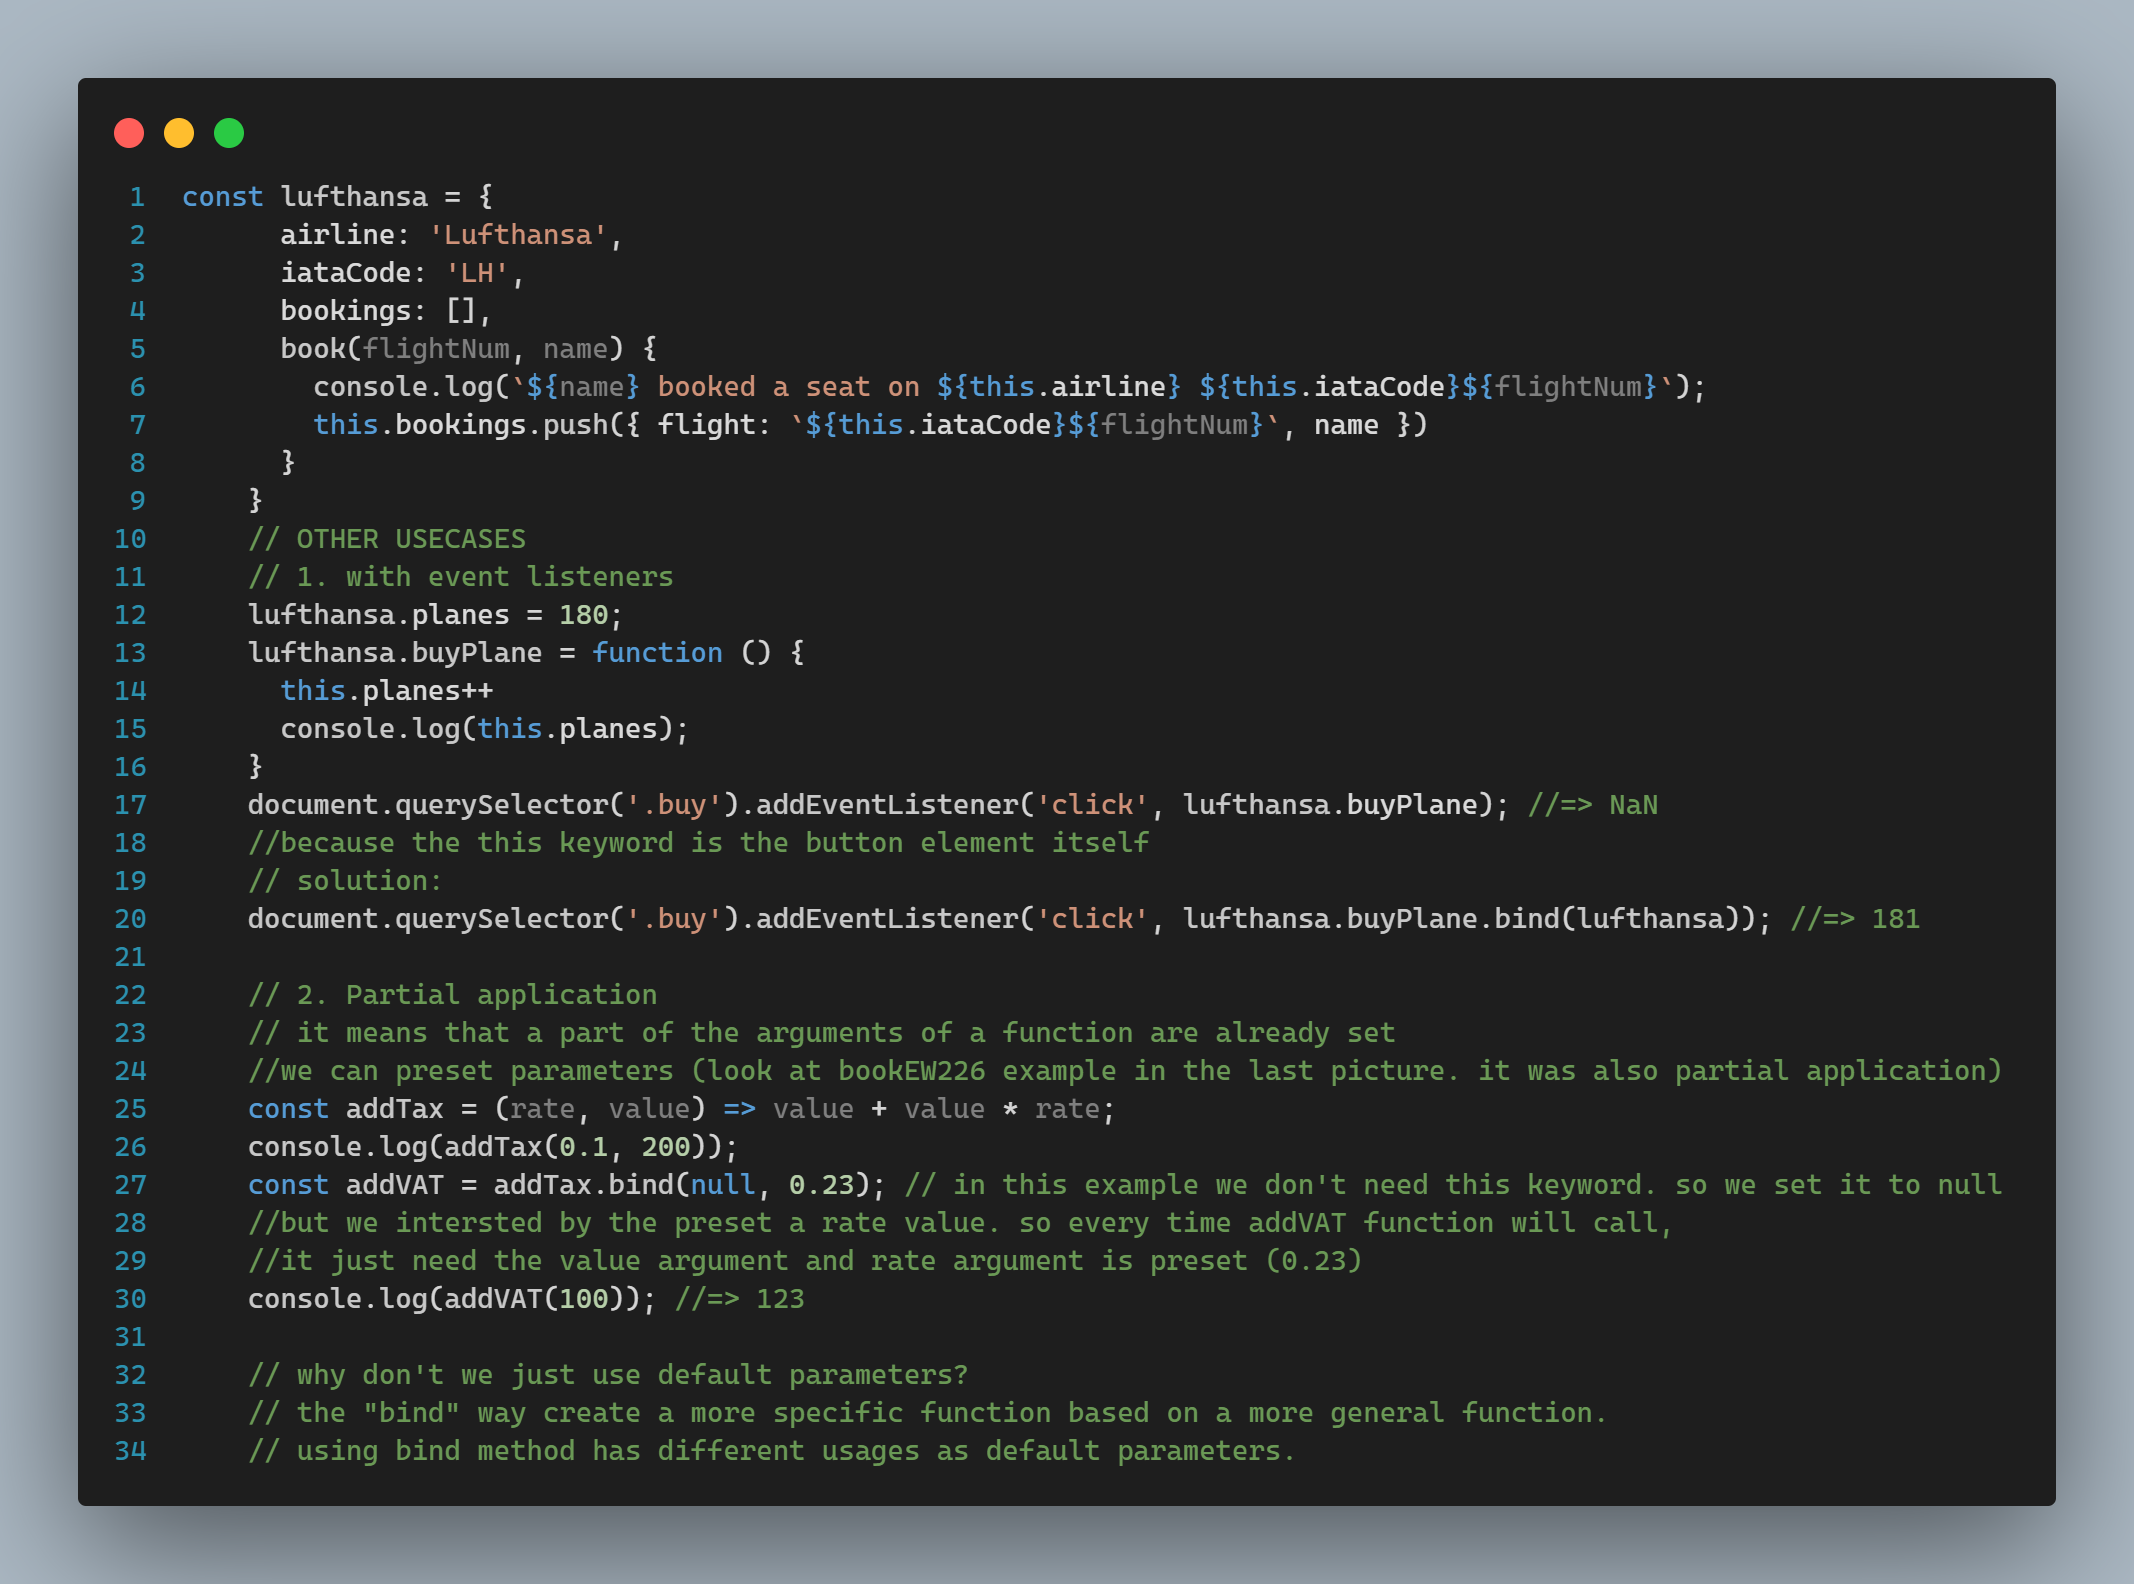 1 const lufthansa = {
2 airline: 'Lufthansa',
3 iataCode: 'LH',
4 bookings: [],
5 book(flightNum, name) {
6 console.log(`${name} booked a seat on ${this.airline} ${this.iataCode}${flightNum}`);
7 this.bookings.push({ flight: `${this.iataCode}${flightNum}`, name })
8 }
9 }
10 // OTHER USECASES
11 // 1. with event listeners
12 lufthansa.planes = 180;
13 lufthansa.buyPlane = function () {
14 this.planes++
15 console.log(this.planes);
16 }
17 document.querySelector('.buy').addEventListener('click', lufthansa.buyPlane); //=> NaN
18 //because the this keyword is the button element itself
19 // solution:
20 document.querySelector('.buy').addEventListener('click', lufthansa.buyPlane.bind(lufthansa)); //=> 181
21
22 // 2. Partial application
23 // it means that a part of the arguments of a function are already set
24 //we can preset parameters (look at bookEW226 example in the last picture. it was also partial application)
25 const addTax = (rate, value) => value + value * rate;
26 console.log(addTax(0.1, 200));
27 const addVAT = addTax.bind(null, 0.23); // in this example we don't need this keyword. so we set it to null
28 //but we intersted by the preset a rate value. so every time addVAT function will call,
29 //it just need the value argument and rate argument is preset (0.23)
30 console.log(addVAT(100)); //=> 123
31
32 // why don't we just use default parameters?
33 // the "bind" way create a more specific function based on a more general function.
34 // using bind method has different usages as default parameters.